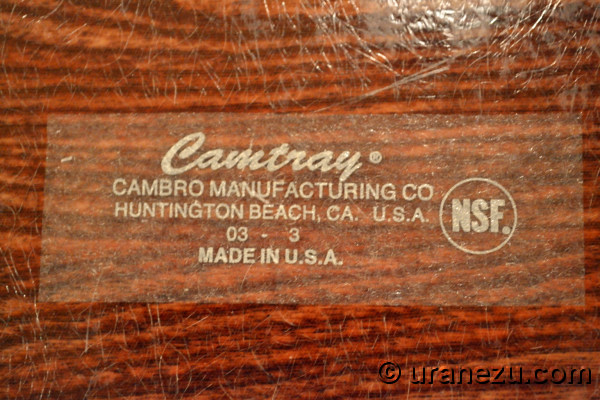 Camtray®
CAMBRO MANUFACTURING CO
HUNTINGTON BEACH, CA. U.S.A.
03 - 3
MADE IN U.S.A.
NSF.
© uranezu.com